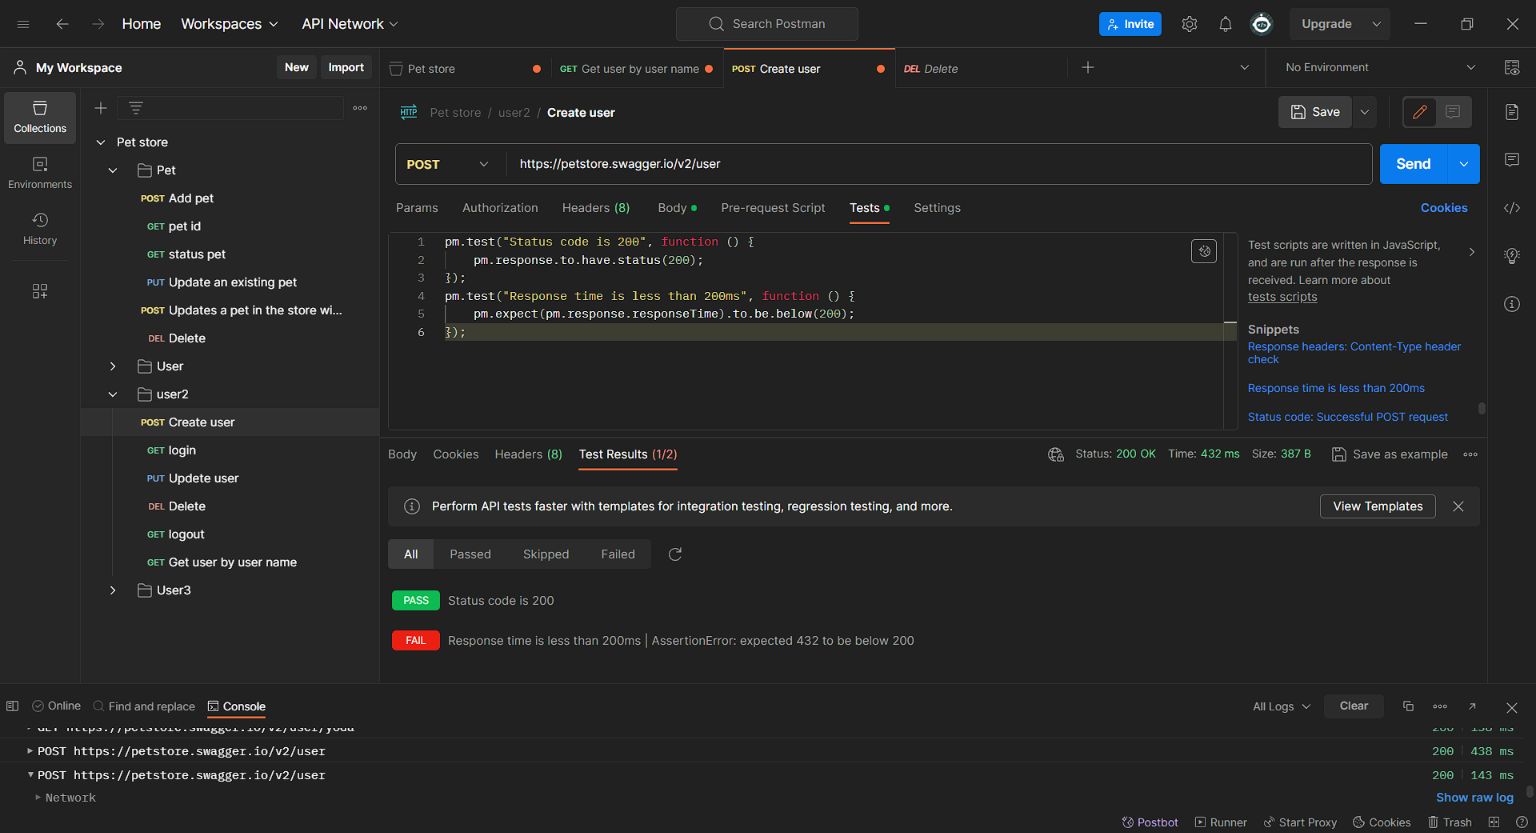 Home
Workspaces
API Network
Search Postman
Invite
Upgrade
My Workspace
New
Import
Pet store
GET Get user by user name
POST Create user
DEL Delete
No Environment
Collections
Environments
History
Pet store
Pet
POST Add pet
GET pet id
GET status pet
PUT Update an existing pet
POST Updates a pet in the store wi...
DEL Delete
User
user2
POST Create user
GET login
PUT Updete user
DEL Delete
GET logout
GET Get user by user name
User3
HTTP
Pet store / user2 / Create user
Save
POST
https://petstore.swagger.io/v2/user
Send
Params
Authorization
Headers (8)
Body
Pre-request Script
Tests
Settings
Cookies
1 pm.test("Status code is 200", function () {
2 pm.response.to.have.status(200);
3 });
4 pm.test("Response time is less than 200ms", function () {
5 pm.expect(pm.response.responseTime).to.be.below(200);
6 });
Test scripts are written in JavaScript,
and are run after the response is
received. Learn more about
tests scripts
Snippets
Response headers: Content-Type header
check
Response time is less than 200ms
Status code: Successful POST request
Body
Cookies
Headers (8)
Test Results (1/2)
Status: 200 OK
Time: 432 ms
Size: 387 B
Save as example
Perform API tests faster with templates for integration testing, regression testing, and more.
View Templates
All
Passed
Skipped
Failed
PASS
Status code is 200
FAIL
Response time is less than 200ms | AssertionError: expected 432 to be below 200
Online
Find and replace
Console
All Logs
Clear
GET https://petstore.swagger.io/v2/user/yoda
200
ms
POST https://petstore.swagger.io/v2/user
200
438 ms
POST https://petstore.swagger.io/v2/user
200
143 ms
Network
Show raw log
Postbot
Runner
Start Proxy
Cookies
Trash